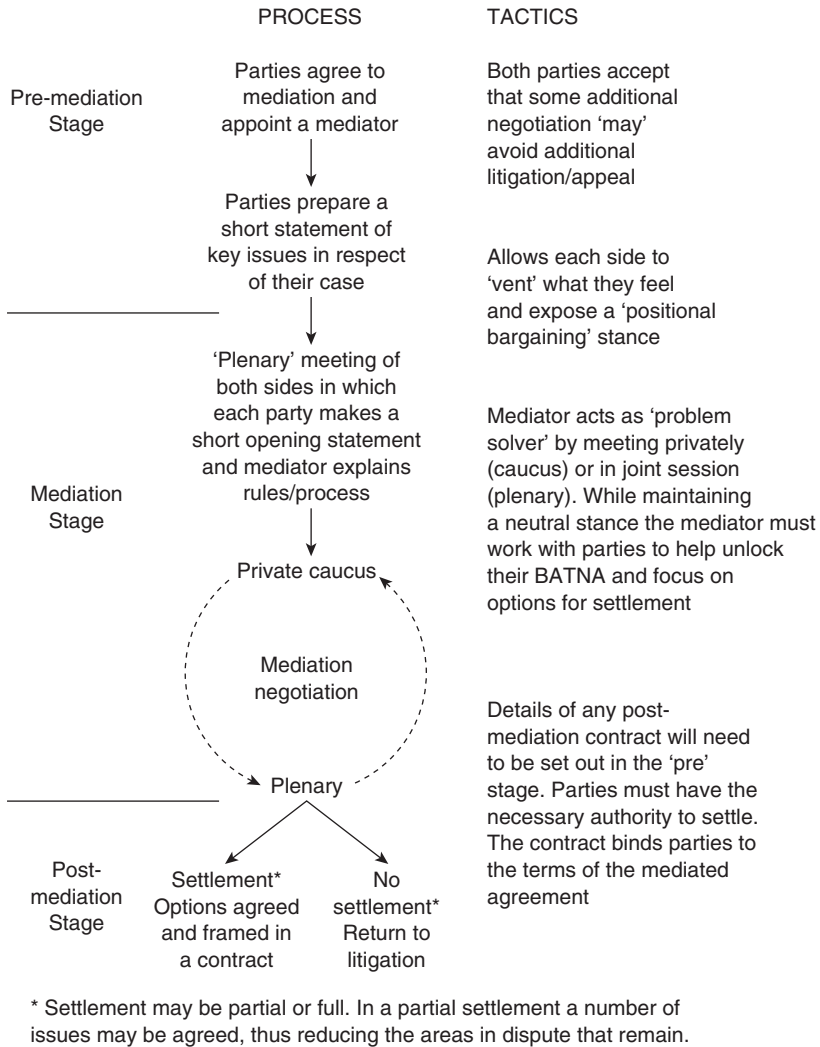 PROCESS
TACTICS
Pre-mediation
Stage
Parties agree to
mediation and
appoint a mediator
Both parties accept
that some additional
negotiation ‘may’
avoid additional
litigation/appeal
Parties prepare a
short statement of
key issues in respect
of their case
Allows each side to
‘vent’ what they feel
and expose a ‘positional
bargaining’ stance
Mediation
Stage
‘Plenary’ meeting of
both sides in which
each party makes a
short opening statement
and mediator explains
rules/process
Mediator acts as ‘problem
solver’ by meeting privately
(caucus) or in joint session
(plenary). While maintaining
a neutral stance the mediator must
work with parties to help unlock
their BATNA and focus on
options for settlement
Private caucus
Mediation
negotiation
Plenary
Details of any post-
mediation contract will need
to be set out in the ‘pre’
stage. Parties must have the
necessary authority to settle.
The contract binds parties to
the terms of the mediated
agreement
Post-
mediation
Stage
Settlement*
Options agreed
and framed in
a contract
No
settlement*
Return to
litigation
* Settlement may be partial or full. In a partial settlement a number of
issues may be agreed, thus reducing the areas in dispute that remain.